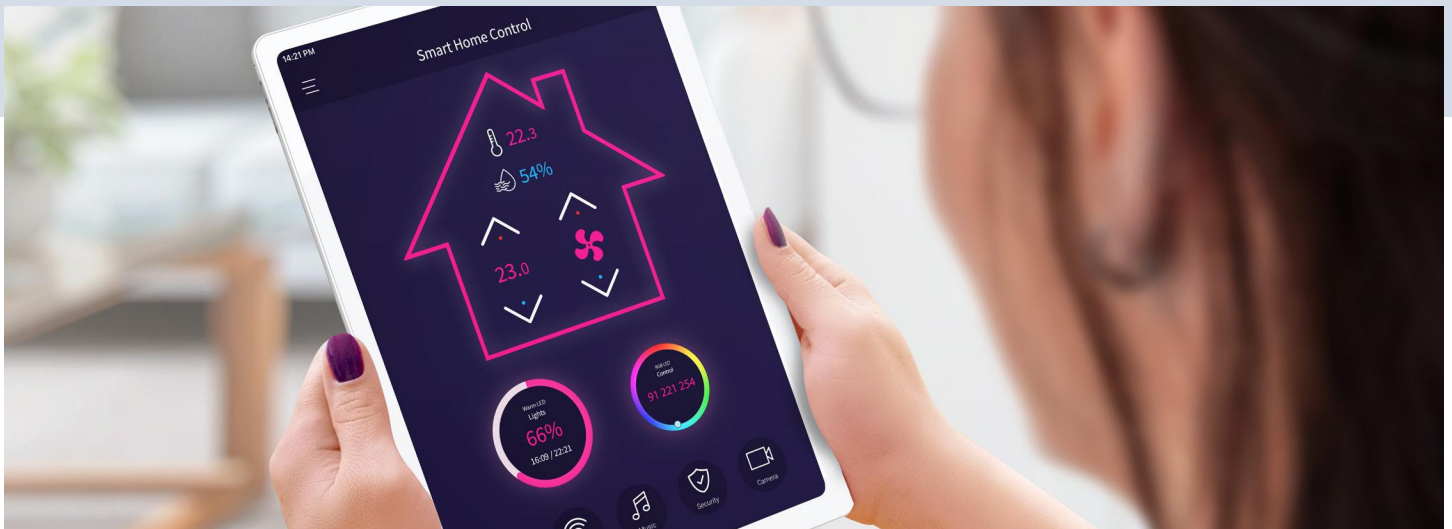 14:21 PM
Smart Home Control
22.3
54%
23.0
Warm LED
Lights
66%
16:09 / 22:21
RGB LED
Control
91 221 254
Music
Security
Camera